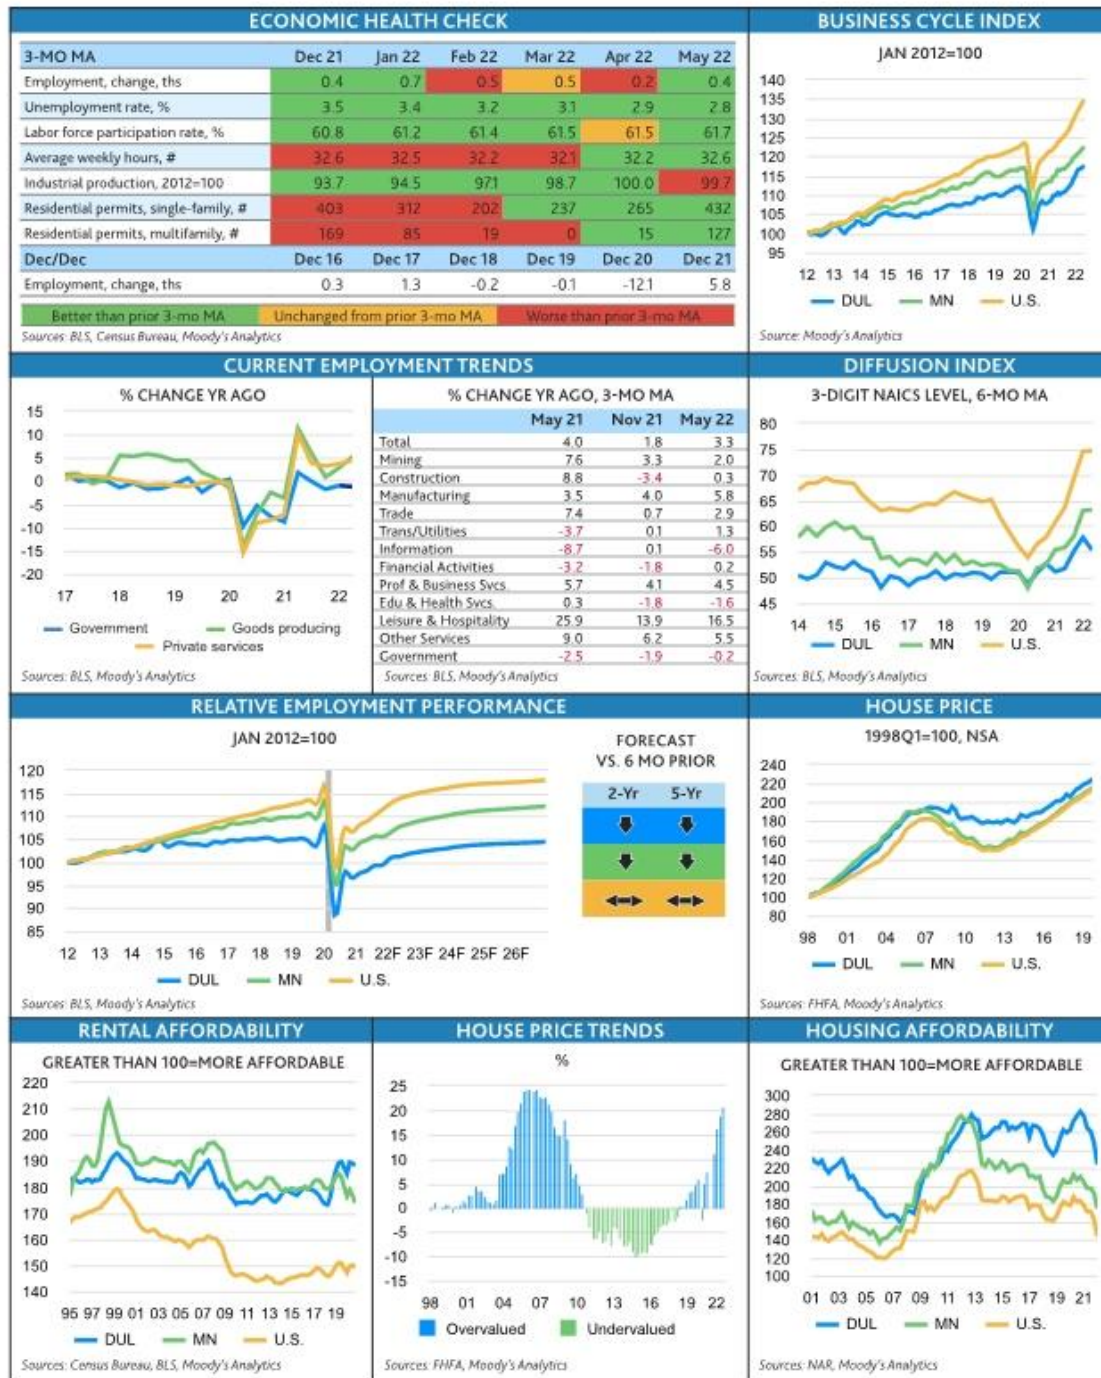 ECONOMIC HEALTH CHECK
3-MO MA Dec 21 Jan 22 Feb 22 Mar 22 Apr 22 May 22
Employment, change, ths 0.4 0.7 0.5 0.5 0.2 0.4
Unemployment rate, % 3.5 3.4 3.2 3.1 2.9 2.8
Labor force participation rate, % 60.8 61.2 61.4 61.5 61.5 61.7
Average weekly hours, # 32.6 32.5 32.2 32.1 32.2 32.6
Industrial production, 2012=100 93.7 94.5 97.1 98.7 100.0 99.7
Residential permits, single-family, # 403 312 202 237 265 432
Residential permits, multifamily, # 169 85 19 0 15 127
Dec/Dec Dec 16 Dec 17 Dec 18 Dec 19 Dec 20 Dec 21
Employment, change, ths 0.3 1.3 -0.2 -0.1 -12.1 5.8
Better than prior 3-mo MA Unchanged from prior 3-mo MA Worse than prior 3-mo MA
Sources: BLS, Census Bureau, Moody's Analytics
BUSINESS CYCLE INDEX
JAN 2012=100
140
135
130
125
120
115
110
105
100
95
12 13 14 15 16 17 18 19 20 21 22
DUL MN U.S.
Source: Moody's Analytics
CURRENT EMPLOYMENT TRENDS
% CHANGE YR AGO
15
10
5
0
-5
-10
-15
-20
17 18 19 20 21 22
Government Goods producing
Private services
Sources: BLS, Moody's Analytics
% CHANGE YR AGO, 3-MO MA
May 21 Nov 21 May 22
Total 4.0 1.8 3.3
Mining 7.6 3.3 2.0
Construction 8.8 -3.4 0.3
Manufacturing 3.5 4.0 5.8
Trade 7.4 0.7 2.9
Trans/Utilities -3.7 0.1 1.3
Information -8.7 0.1 -6.0
Financial Activities -3.2 -1.8 0.2
Prof & Business Svcs. 5.7 4.1 4.5
Edu & Health Svcs. 0.3 -1.8 -1.6
Leisure & Hospitality 25.9 13.9 16.5
Other Services 9.0 6.2 5.5
Government -2.5 -1.9 -0.2
Sources: BLS, Moody's Analytics
DIFFUSION INDEX
3-DIGIT NAICS LEVEL, 6-MO MA
80
75
70
65
60
55
50
45
14 15 16 17 18 19 20 21 22
DUL MN U.S.
Sources: BLS, Moody's Analytics
RELATIVE EMPLOYMENT PERFORMANCE
JAN 2012=100
120
115
110
105
100
95
90
85
12 13 14 15 16 17 18 19 20 21 22F 23F 24F 25F 26F
DUL MN U.S.
Sources: BLS, Moody's Analytics
FORECAST
VS. 6 MO PRIOR
2-Yr 5-Yr
HOUSE PRICE
1998Q1=100, NSA
240
220
200
180
160
140
120
100
80
98 01 04 07 10 13 16 19
DUL MN U.S.
Sources: FHFA, Moody's Analytics
RENTAL AFFORDABILITY
GREATER THAN 100=MORE AFFORDABLE
220
210
200
190
180
170
160
150
140
95 97 99 01 03 05 07 09 11 13 15 17 19
DUL MN U.S.
Sources: Census Bureau, BLS, Moody's Analytics
HOUSE PRICE TRENDS
%
25
20
15
10
5
0
-5
-10
-15
98 01 04 07 10 13 16 19 22
Overvalued Undervalued
Sources: FHFA, Moody's Analytics
HOUSING AFFORDABILITY
GREATER THAN 100=MORE AFFORDABLE
300
280
260
240
220
200
180
160
140
120
100
01 03 05 07 09 11 13 15 17 19 21
DUL MN U.S.
Sources: NAR, Moody's Analytics